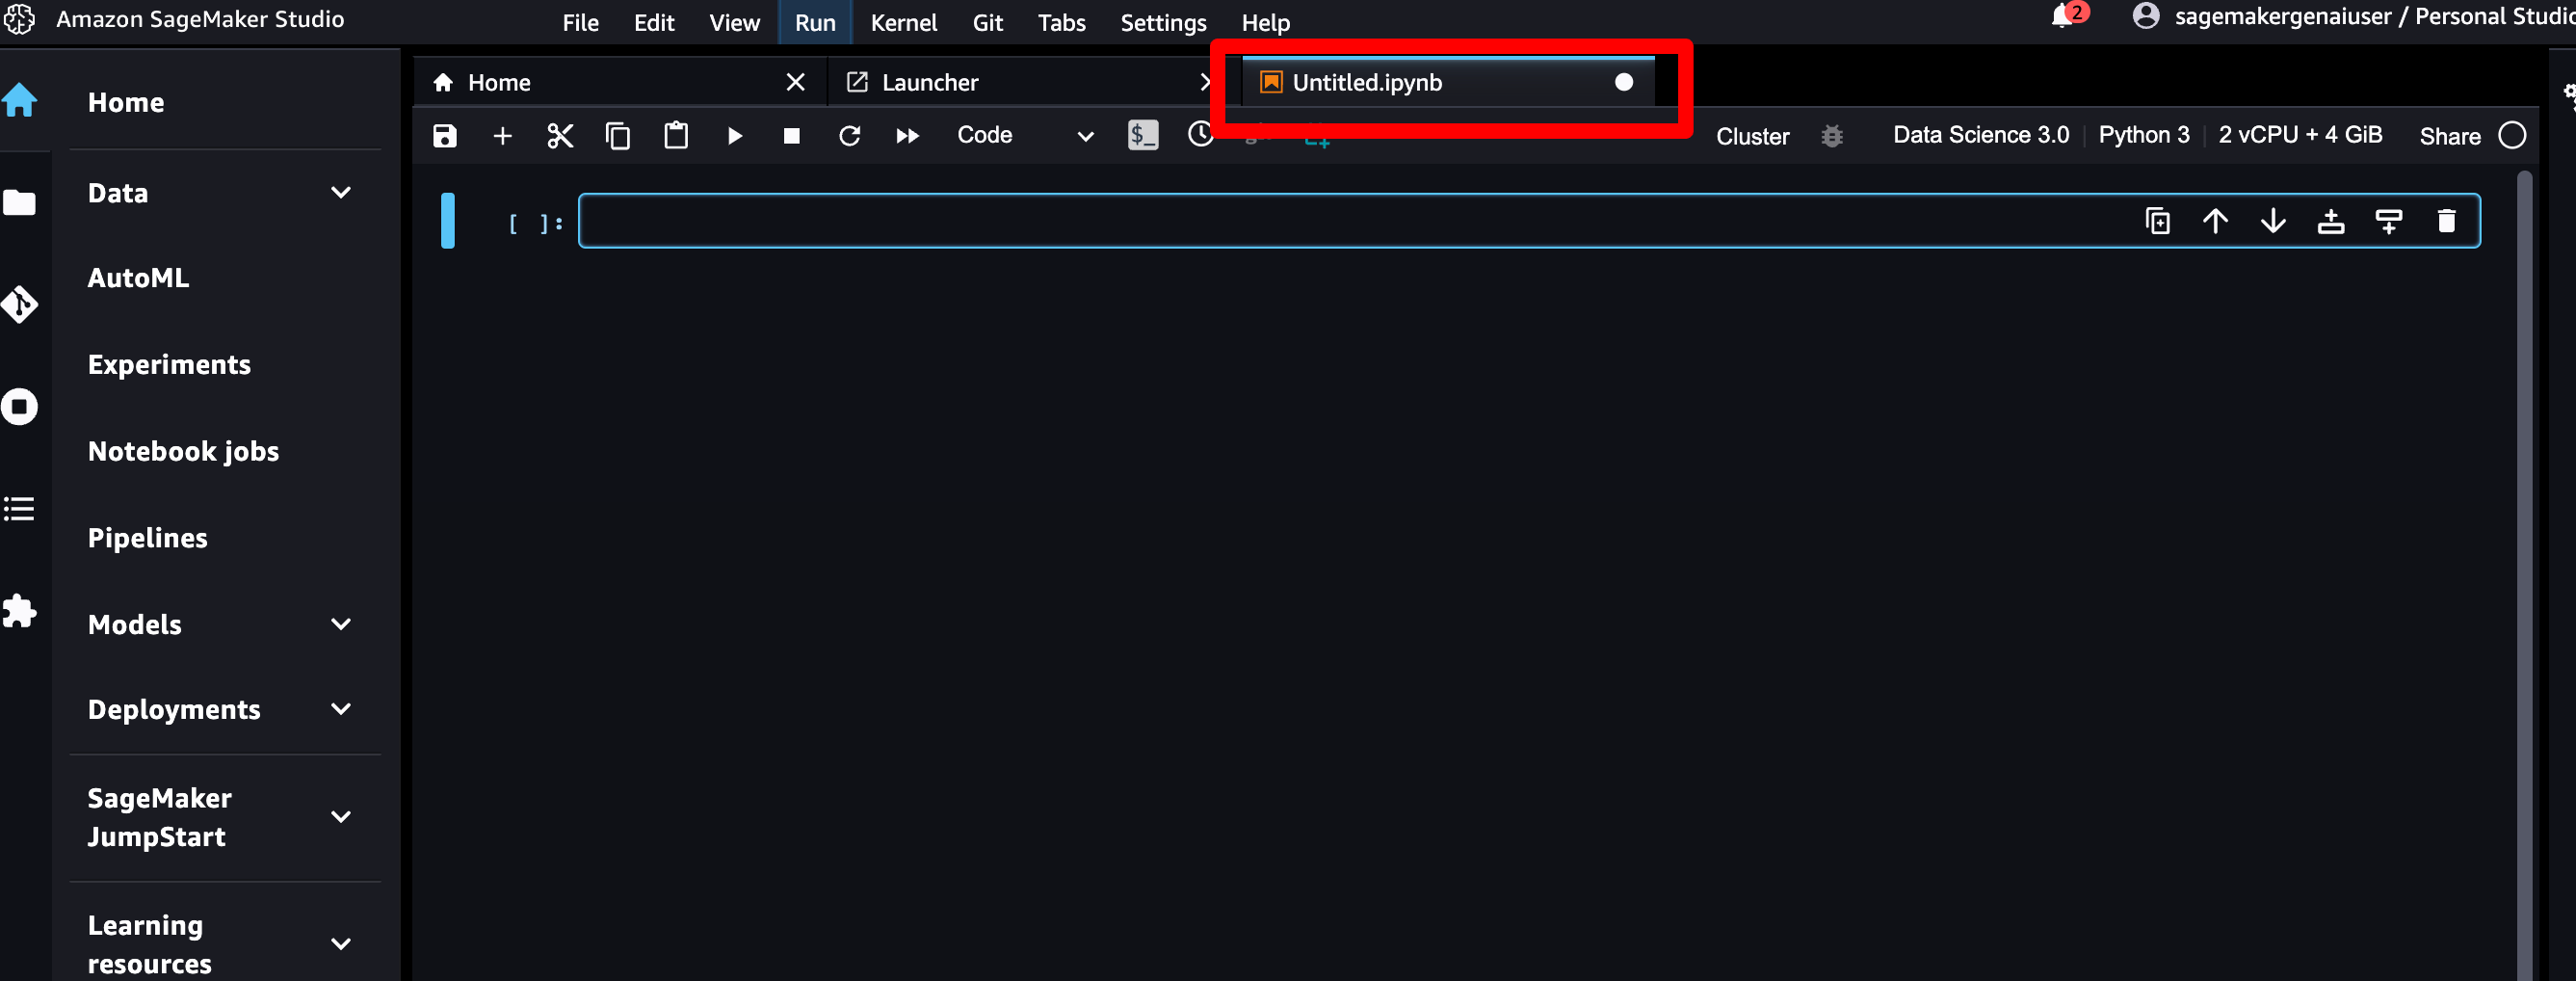 Amazon SageMaker Studio
File Edit View Run Kernel Git Tabs Settings Help
2
sagemakergenaiuser / Personal Studio
Home
Launcher
Untitled.ipynb
Code
$_
Cluster
Data Science 3.0
Python 3
2 vCPU + 4 GiB
Share
[ ]:
Home
Data
AutoML
Experiments
Notebook jobs
Pipelines
Models
Deployments
SageMaker
JumpStart
Learning
resources